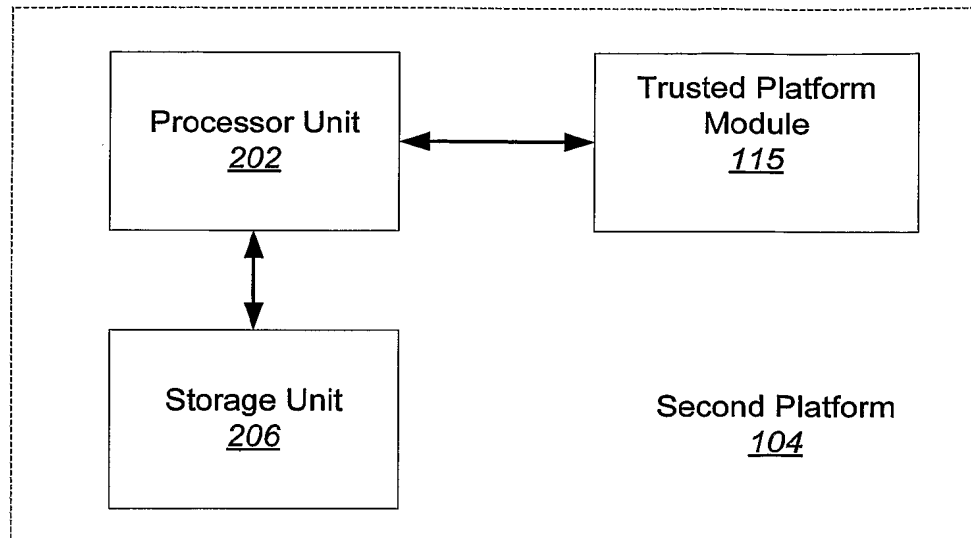 Processor Unit
202
Trusted Platform
Module
115
Storage Unit
206
Second Platform
104